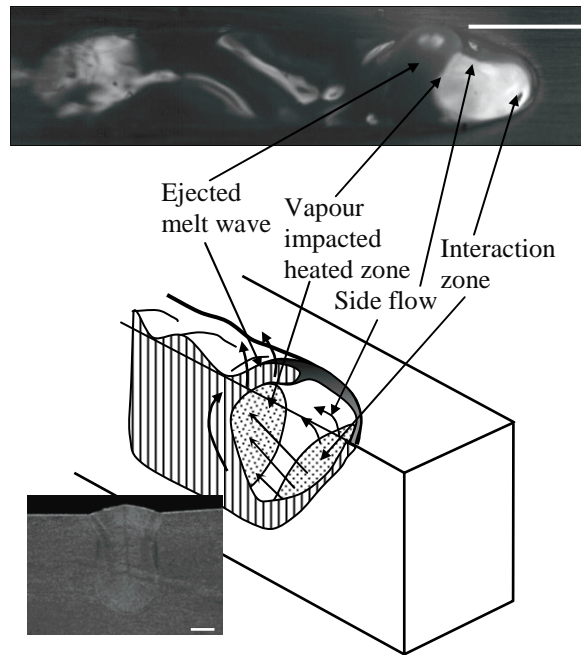 Ejected
melt wave
Vapour
impacted
heated zone
Side flow
Interaction
zone